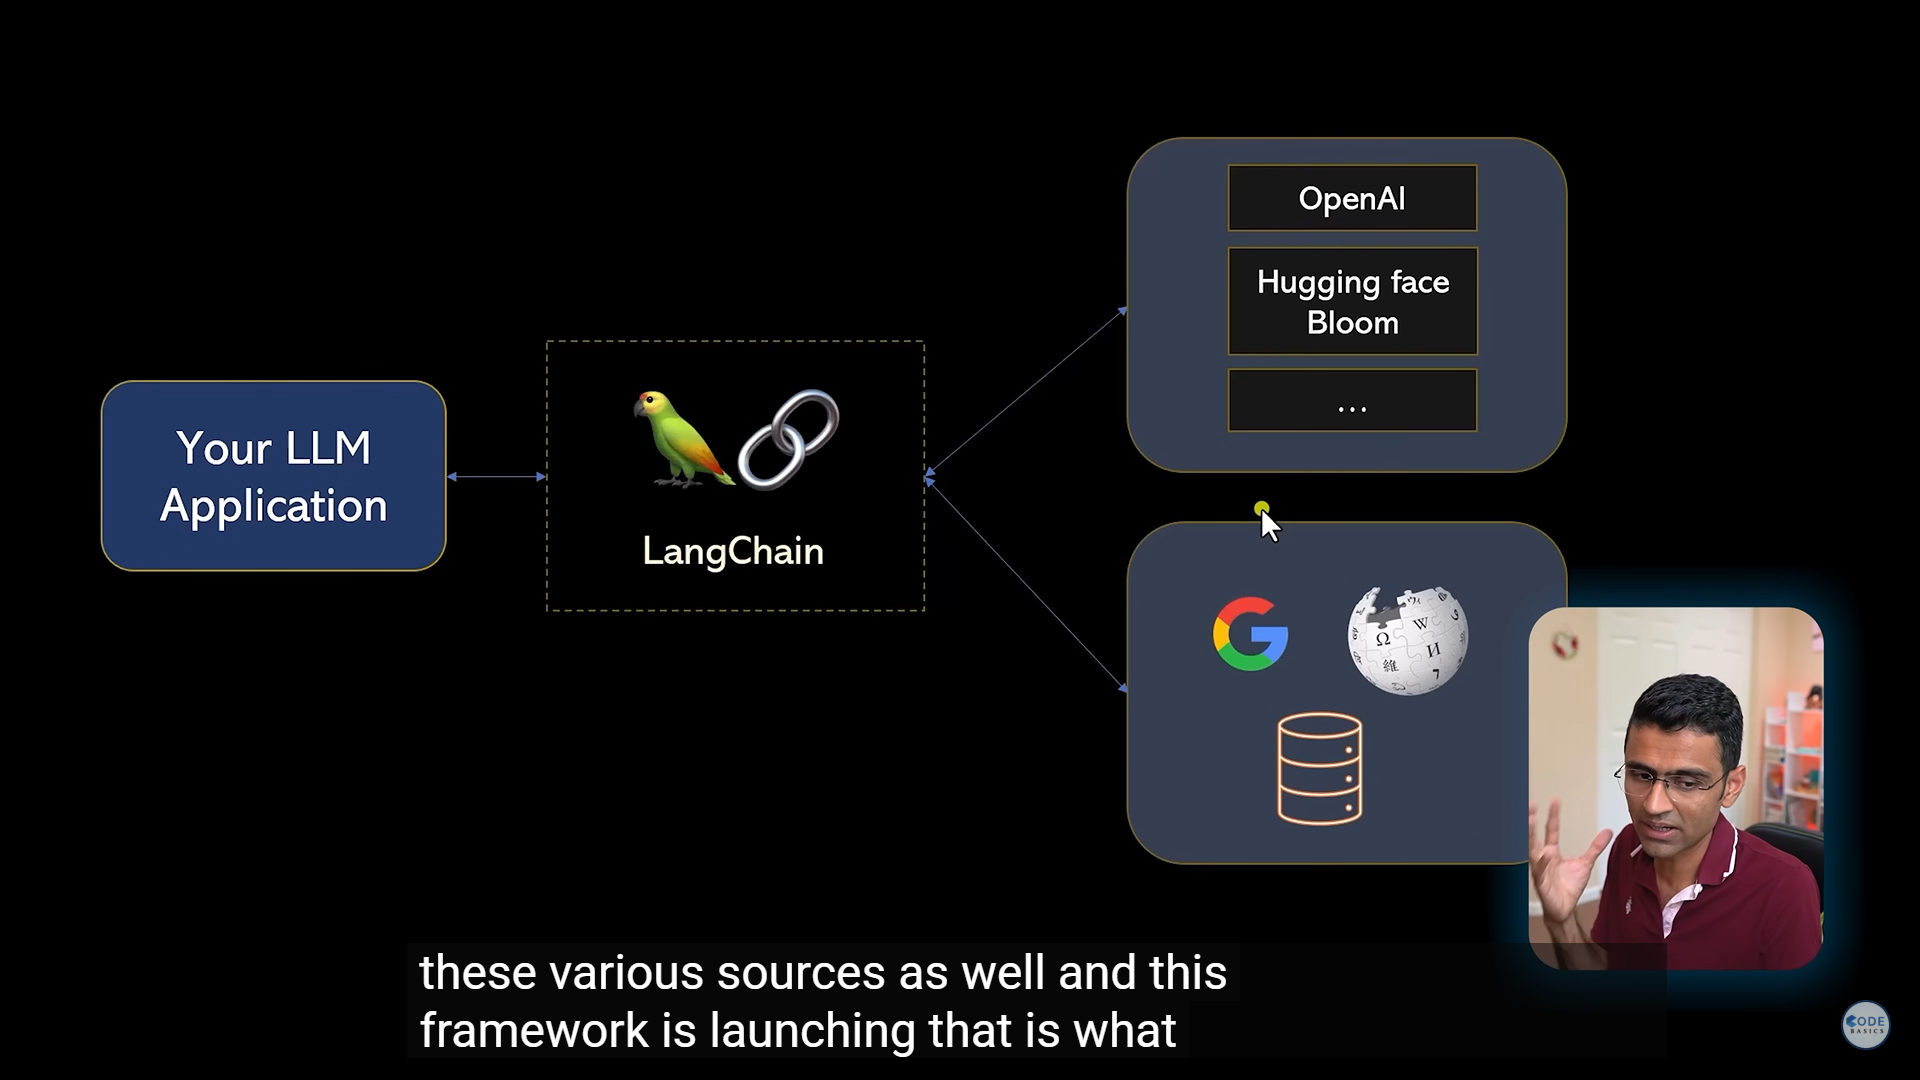 OpenAI
Hugging face
Bloom
...
Your LLM
Application
LangChain
these various sources as well and this
framework is launching that is what
CODE
BASICS